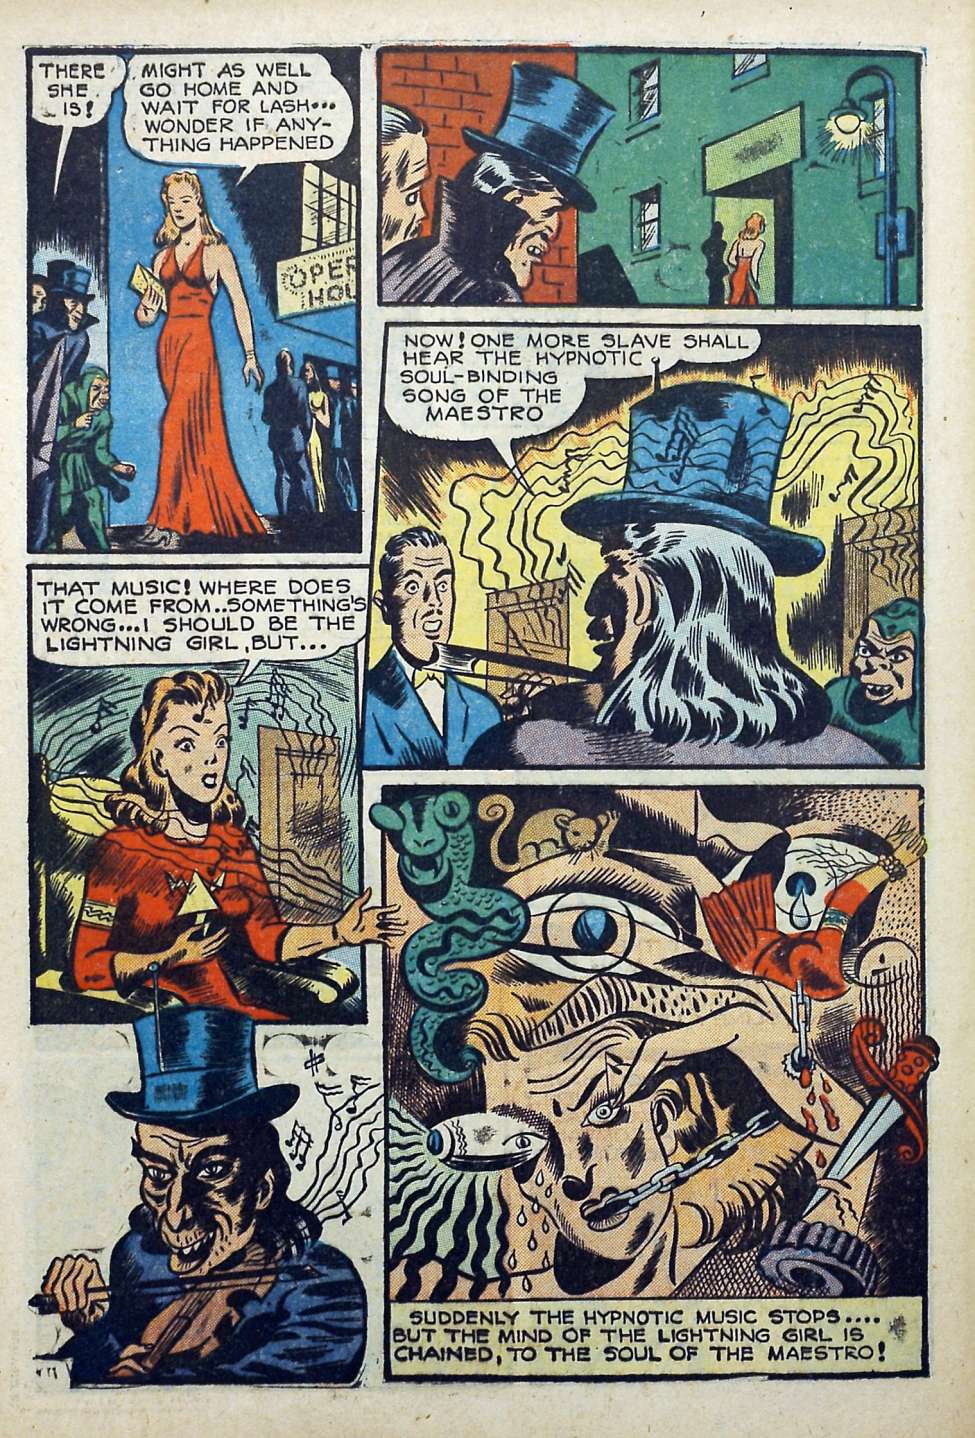 THERE
SHE
IS!
MIGHT AS WELL
GO HOME AND
WAIT FOR LASH...
WONDER IF ANY-
THING HAPPENED
OPER
HOU
NOW! ONE MORE SLAVE SHALL
HEAR THE HYPNOTIC
SOUL-BINDING
SONG OF THE
MAESTRO
THAT MUSIC! WHERE DOES
IT COME FROM..SOMETHING'S
WRONG...I SHOULD BE THE
LIGHTNING GIRL, BUT...
SUDDENLY THE HYPNOTIC MUSIC STOPS....
BUT THE MIND OF THE LIGHTNING GIRL IS
CHAINED, TO THE SOUL OF THE MAESTRO!